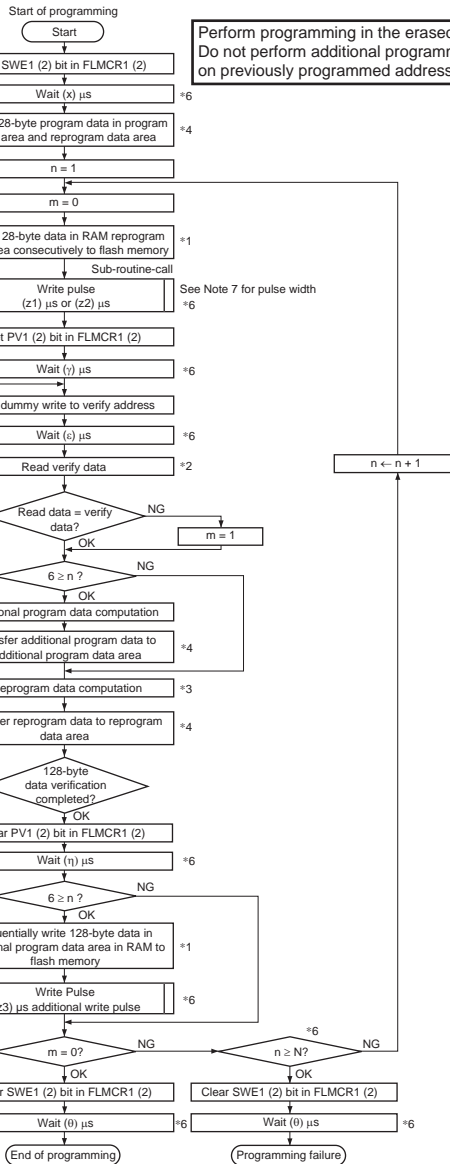 Start of programming
Start
Perform programming in the erased
Do not perform additional programm
on previously programmed address
SWE1 (2) bit in FLMCR1 (2)
Wait (x) μs *6
28-byte program data in program
area and reprogram data area *4
n = 1
m = 0
128-byte data in RAM reprogram
ea consecutively to flash memory *1
Sub-routine-call
Write pulse
(z1) μs or (z2) μs
See Note 7 for pulse width
*6
t PV1 (2) bit in FLMCR1 (2)
Wait (γ) μs *6
dummy write to verify address
Wait (ε) μs *6
Read verify data *2
n ← n + 1
Read data = verify
data?
NG
m = 1
OK
6 ≥ n ?
NG
OK
onal program data computation
sfer additional program data to
dditional program data area *4
eprogram data computation *3
er reprogram data to reprogram
data area *4
128-byte
data verification
completed?
OK
ar PV1 (2) bit in FLMCR1 (2)
Wait (η) μs *6
6 ≥ n ?
NG
OK
uentially write 128-byte data in
nal program data area in RAM to
flash memory *1
Write Pulse
z3) μs additional write pulse *6
m = 0?
NG
*6
n ≥ N?
NG
OK
OK
r SWE1 (2) bit in FLMCR1 (2)
Clear SWE1 (2) bit in FLMCR1 (2)
Wait (θ) μs *6
Wait (θ) μs *6
End of programming
Programming failure